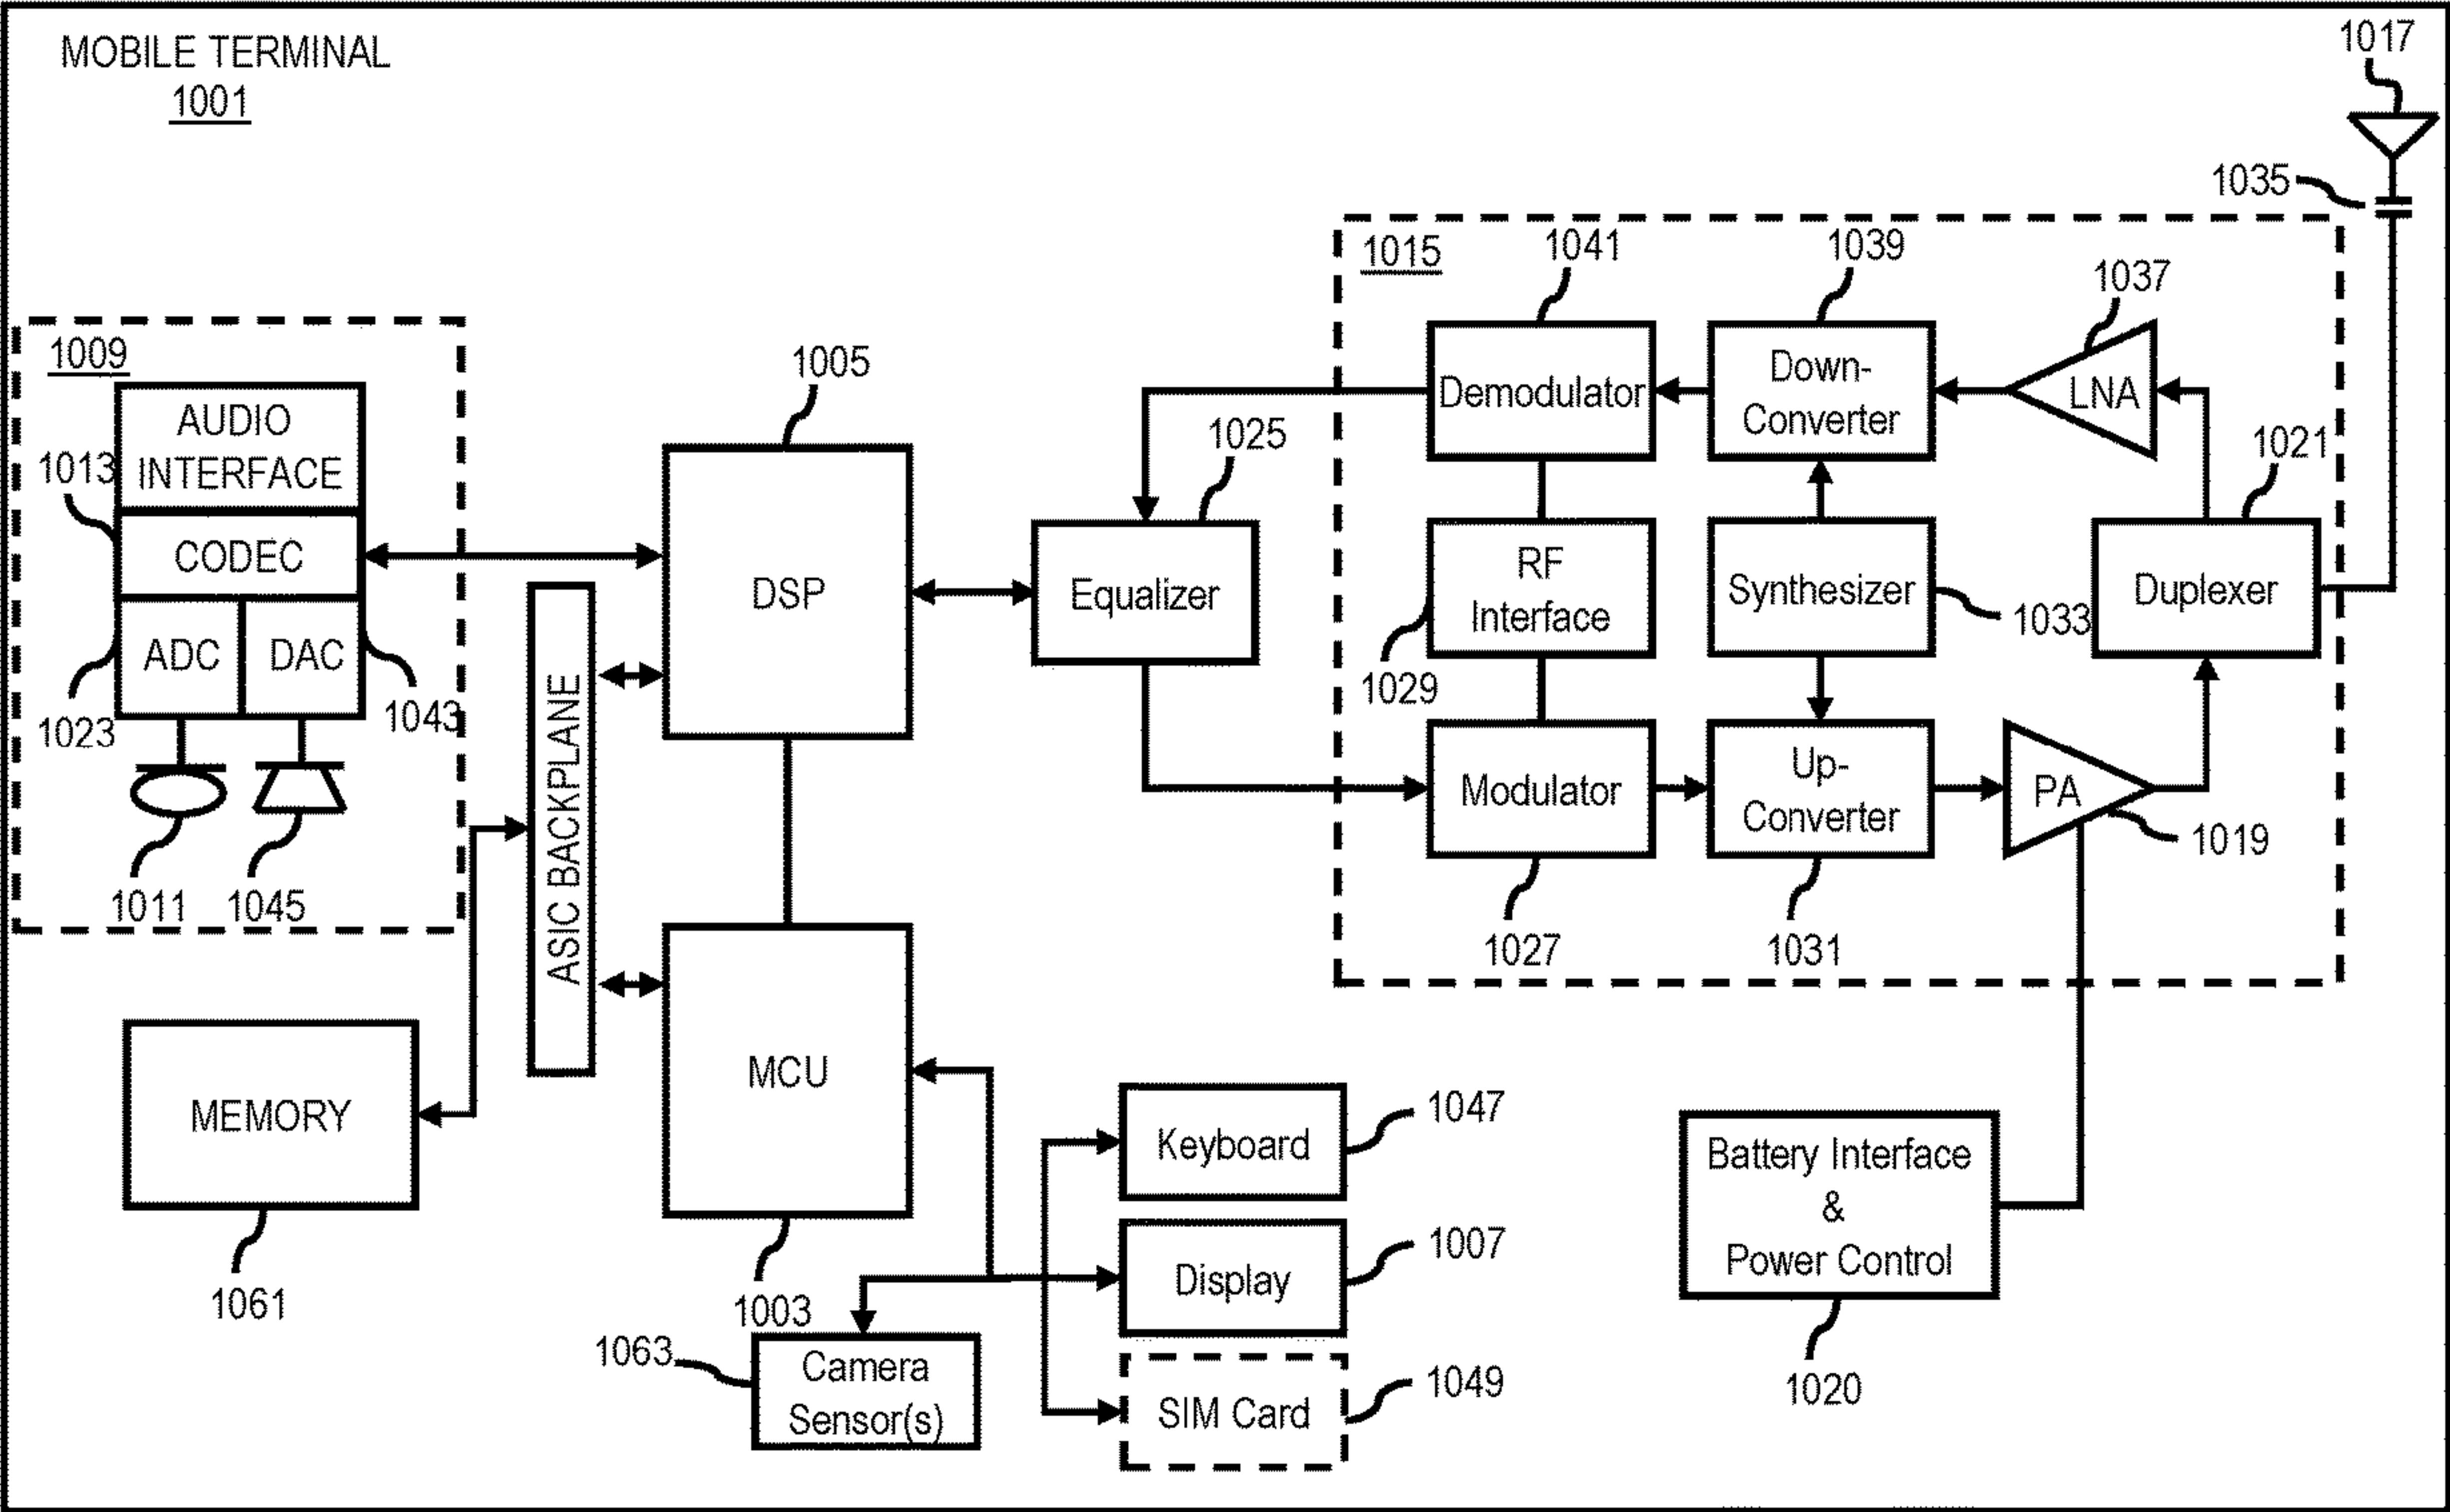 MOBILE TERMINAL
1001
1017
1035
1015
1041
1039
1037
1009
AUDIO
INTERFACE
1013
CODEC
ADC
DAC
1023
1043
1011
1045
1005
DSP
1025
Equalizer
Demodulator
Down-
Converter
LNA
1021
RF
Interface
1029
Synthesizer
1033
Duplexer
Modulator
Up-
Converter
PA
1019
1027
1031
ASIC BACKPLANE
MEMORY
1061
MCU
1003
1063
Camera
Sensor(s)
Keyboard
1047
Display
1007
SIM Card
1049
Battery Interface
&
Power Control
1020